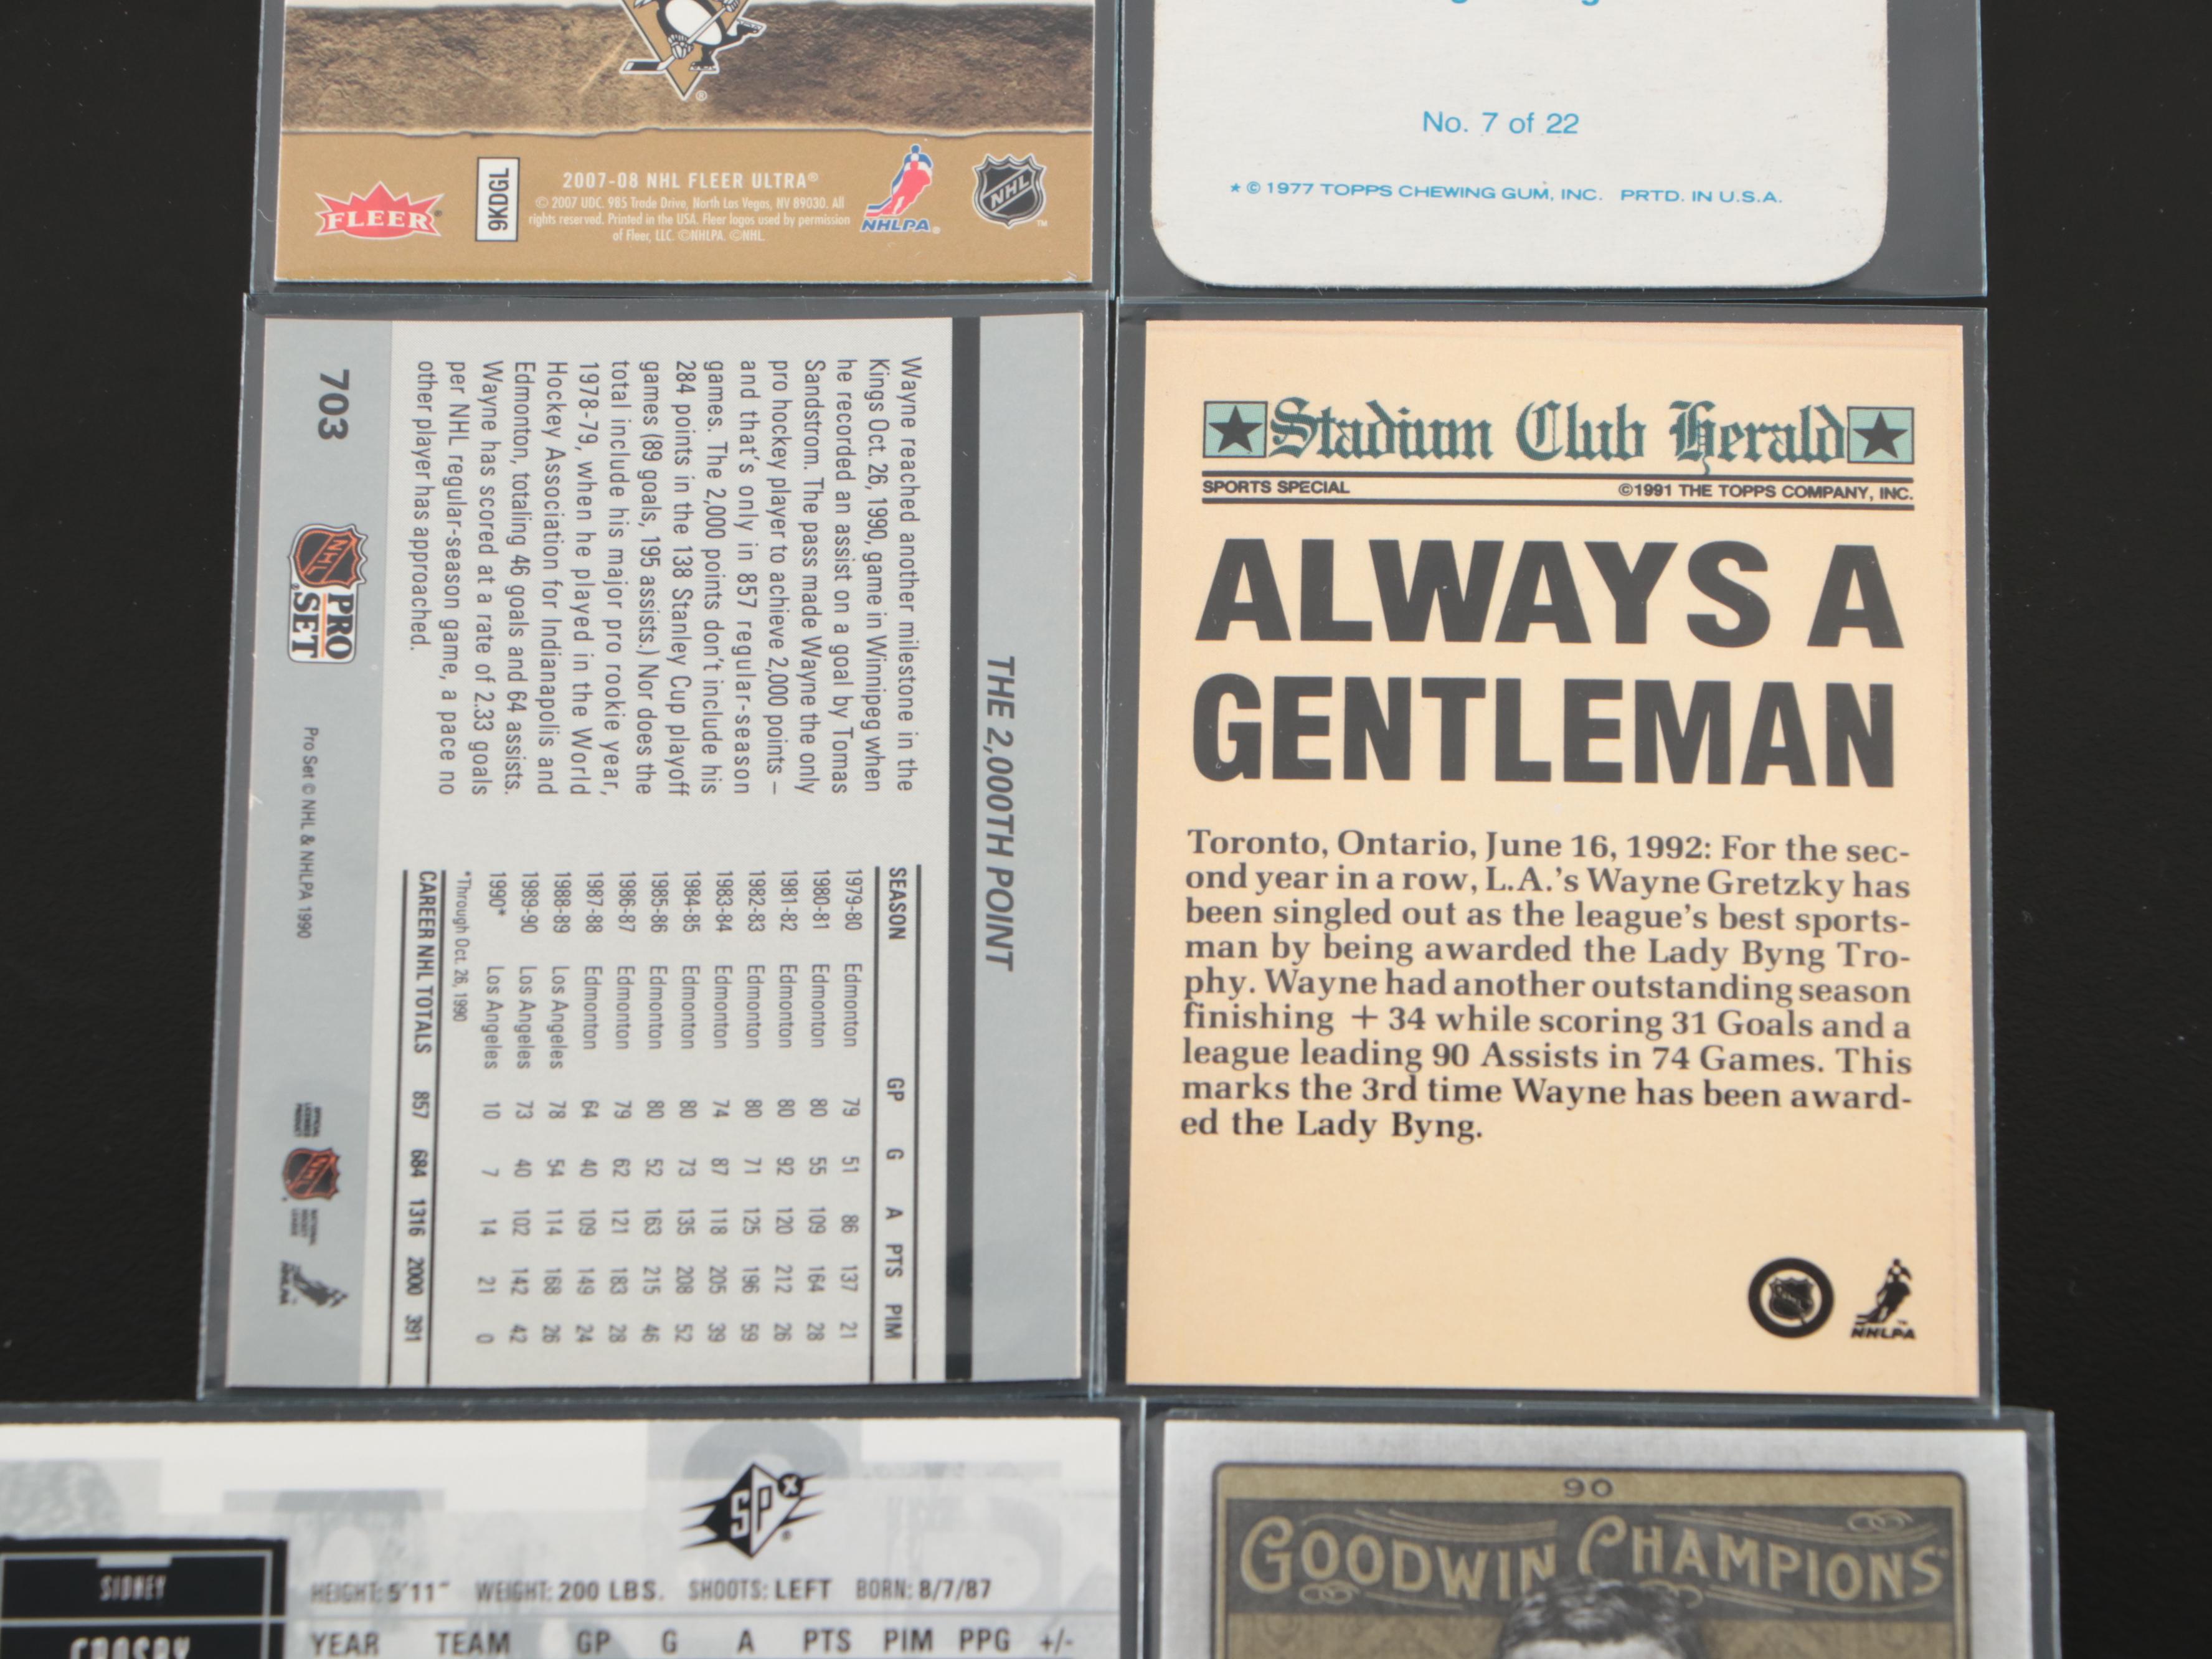 FLEER
9KDGL
2007-08 NHL FLEER ULTRA®
© 2007 UDC. 985 Trade Drive, North Las Vegas, NV 89030. All
rights reserved. Printed in the USA. Fleer logos used by permission
of Fleer, LLC. ©NHLPA. ©NHL.
NHLPA
NHL
No. 7 of 22
* © 1977 TOPPS CHEWING GUM, INC. PRTD. IN U.S.A.
THE 2,000TH POINT
Wayne reached another milestone in the
Kings Oct. 26, 1990, game in Winnipeg when
he recorded an assist on a goal by Tomas
Sandstrom. The pass made Wayne the only
pro hockey player to achieve 2,000 points –
and that's only in 857 regular-season
games. The 2,000 points don't include his
284 points in the 138 Stanley Cup playoff
games (89 goals, 195 assists.) Nor does the
total include his major pro rookie year,
1978-79, when he played in the World
Hockey Association for Indianapolis and
Edmonton, totaling 46 goals and 64 assists.
Wayne has scored at a rate of 2.33 goals
per NHL regular-season game, a pace no
other player has approached.
SEASON GP G A PTS PIM
1979-80 Edmonton 79 51 86 137 21
1980-81 Edmonton 80 55 109 164 28
1981-82 Edmonton 80 92 120 212 26
1982-83 Edmonton 80 71 125 196 59
1983-84 Edmonton 74 87 118 205 39
1984-85 Edmonton 80 73 135 208 52
1985-86 Edmonton 80 52 163 215 46
1986-87 Edmonton 79 62 121 183 28
1987-88 Edmonton 64 40 109 149 24
1988-89 Los Angeles 78 54 114 168 26
1989-90 Los Angeles 73 40 102 142 42
1990* Los Angeles 10 7 14 21 0
*Through Oct. 26, 1990
CAREER NHL TOTALS 857 684 1316 2000 391
703
NHL
PRO
SET
Pro Set © NHL & NHLPA 1990
NHL
NHLPA
Stadium Club Herald
SPORTS SPECIAL ©1991 THE TOPPS COMPANY, INC.
ALWAYS A
GENTLEMAN
Toronto, Ontario, June 16, 1992: For the sec-
ond year in a row, L.A.'s Wayne Gretzky has
been singled out as the league's best sports-
man by being awarded the Lady Byng Tro-
phy. Wayne had another outstanding season
finishing + 34 while scoring 31 Goals and a
league leading 90 Assists in 74 Games. This
marks the 3rd time Wayne has been award-
ed the Lady Byng.
NHLPA
SPx
SIDNEY
CROSBY
HEIGHT: 5'11" WEIGHT: 200 LBS. SHOOTS: LEFT BORN: 8/7/87
YEAR TEAM GP G A PTS PIM PPG +/-
90
GOODWIN CHAMPIONS